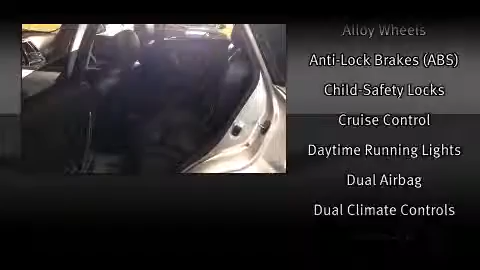 Alloy Wheels
Anti-Lock Brakes (ABS)
Child-Safety Locks
Cruise Control
Daytime Running Lights
Dual Airbag
Dual Climate Controls